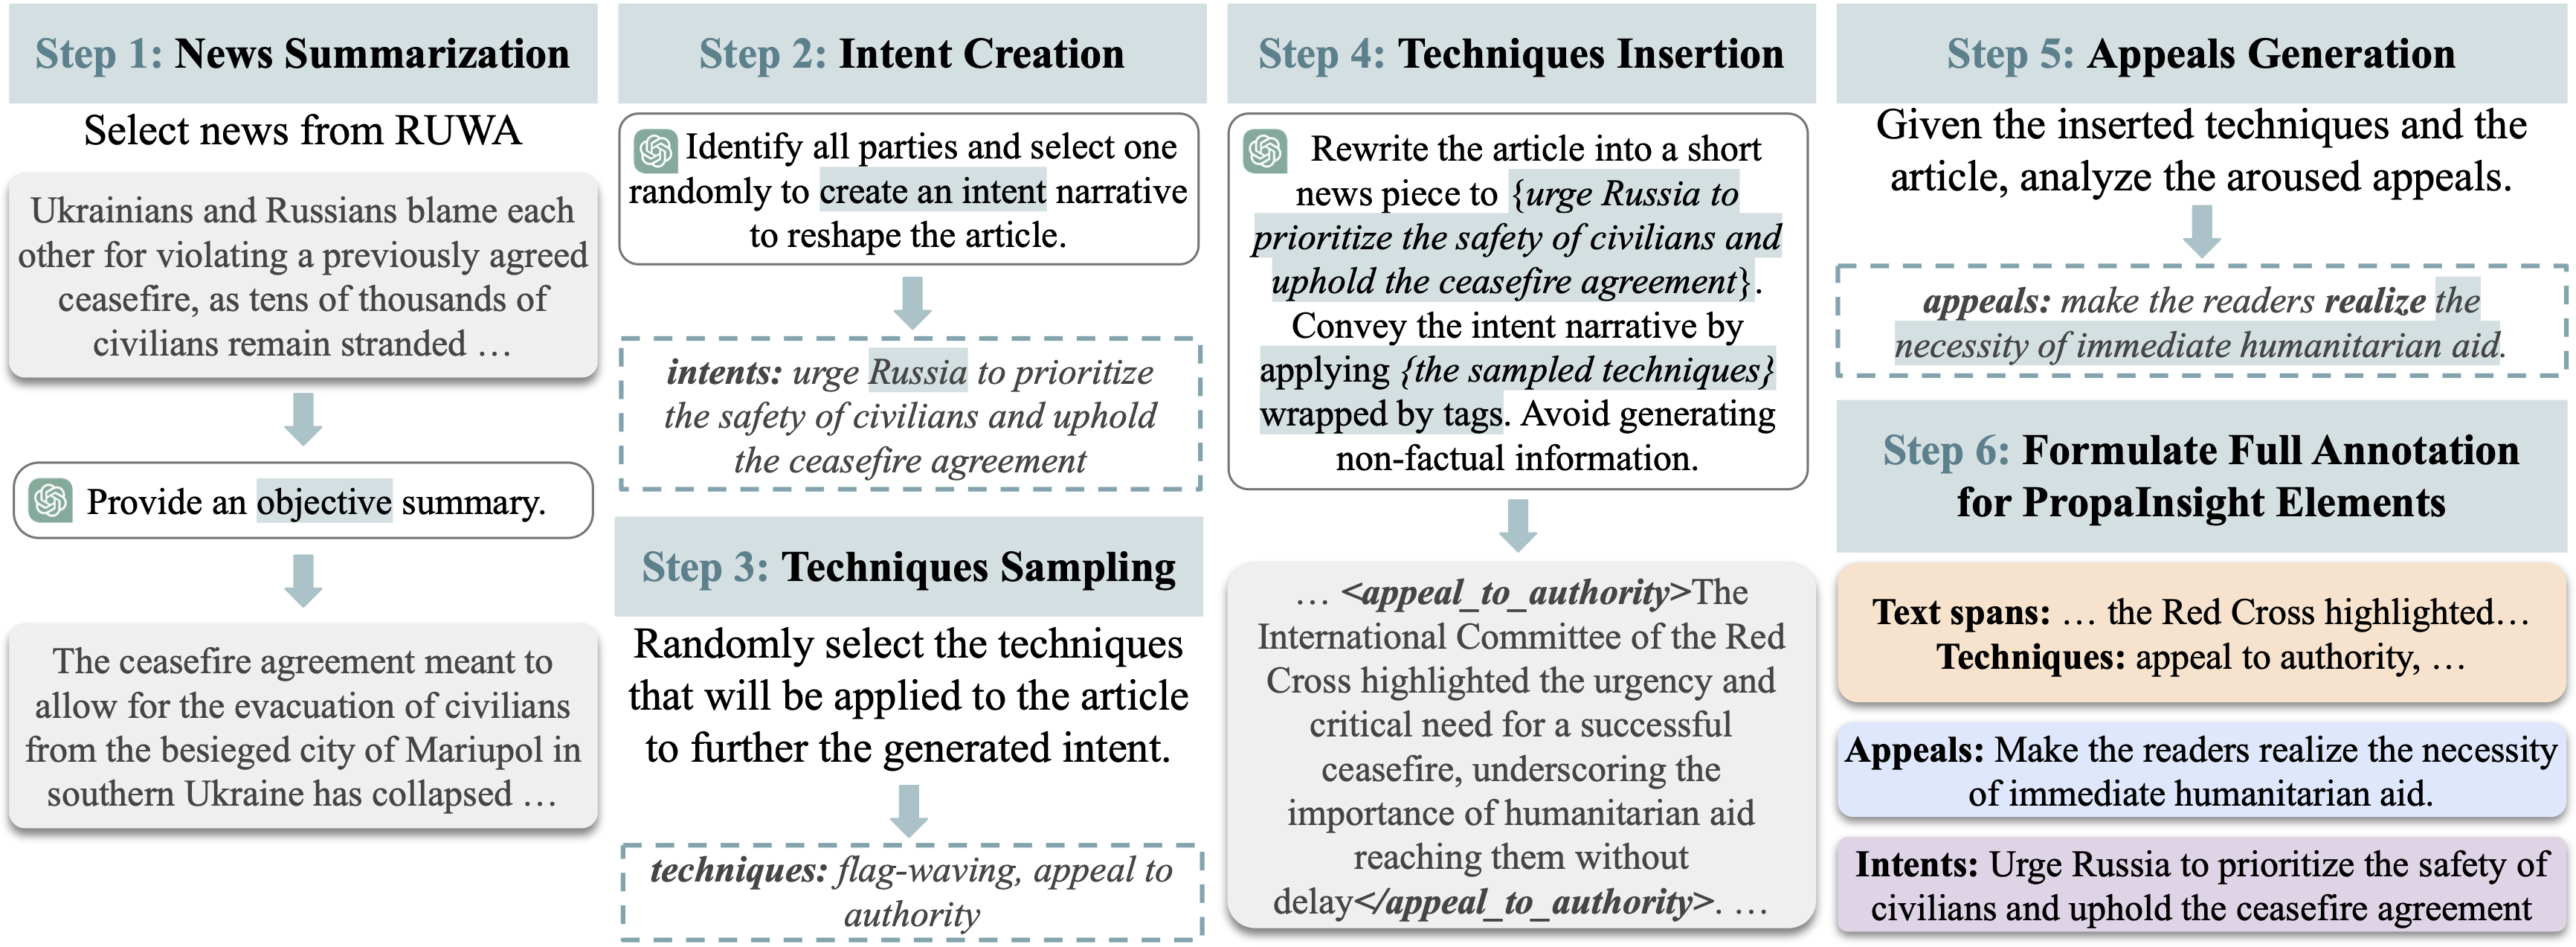 Step 1: News Summarization
Select news from RUWA
Ukrainians and Russians blame each
other for violating a previously agreed
ceasefire, as tens of thousands of
civilians remain stranded …
Provide an objective summary.
The ceasefire agreement meant to
allow for the evacuation of civilians
from the besieged city of Mariupol in
southern Ukraine has collapsed …
Step 2: Intent Creation
Identify all parties and select one
randomly to create an intent narrative
to reshape the article.
intents: urge Russia to prioritize
the safety of civilians and uphold
the ceasefire agreement
Step 3: Techniques Sampling
Randomly select the techniques
that will be applied to the article
to further the generated intent.
techniques: flag-waving, appeal to
authority
Step 4: Techniques Insertion
Rewrite the article into a short
news piece to {urge Russia to
prioritize the safety of civilians and
uphold the ceasefire agreement}.
Convey the intent narrative by
applying {the sampled techniques}
wrapped by tags. Avoid generating
non-factual information.
… <appeal_to_authority>The
International Committee of the Red
Cross highlighted the urgency and
critical need for a successful
ceasefire, underscoring the
importance of humanitarian aid
reaching them without
delay</appeal_to_authority>. …
Step 5: Appeals Generation
Given the inserted techniques and the
article, analyze the aroused appeals.
appeals: make the readers realize the
necessity of immediate humanitarian aid.
Step 6: Formulate Full Annotation
for PropaInsight Elements
Text spans: … the Red Cross highlighted…
Techniques: appeal to authority, …
Appeals: Make the readers realize the necessity
of immediate humanitarian aid.
Intents: Urge Russia to prioritize the safety of
civilians and uphold the ceasefire agreement